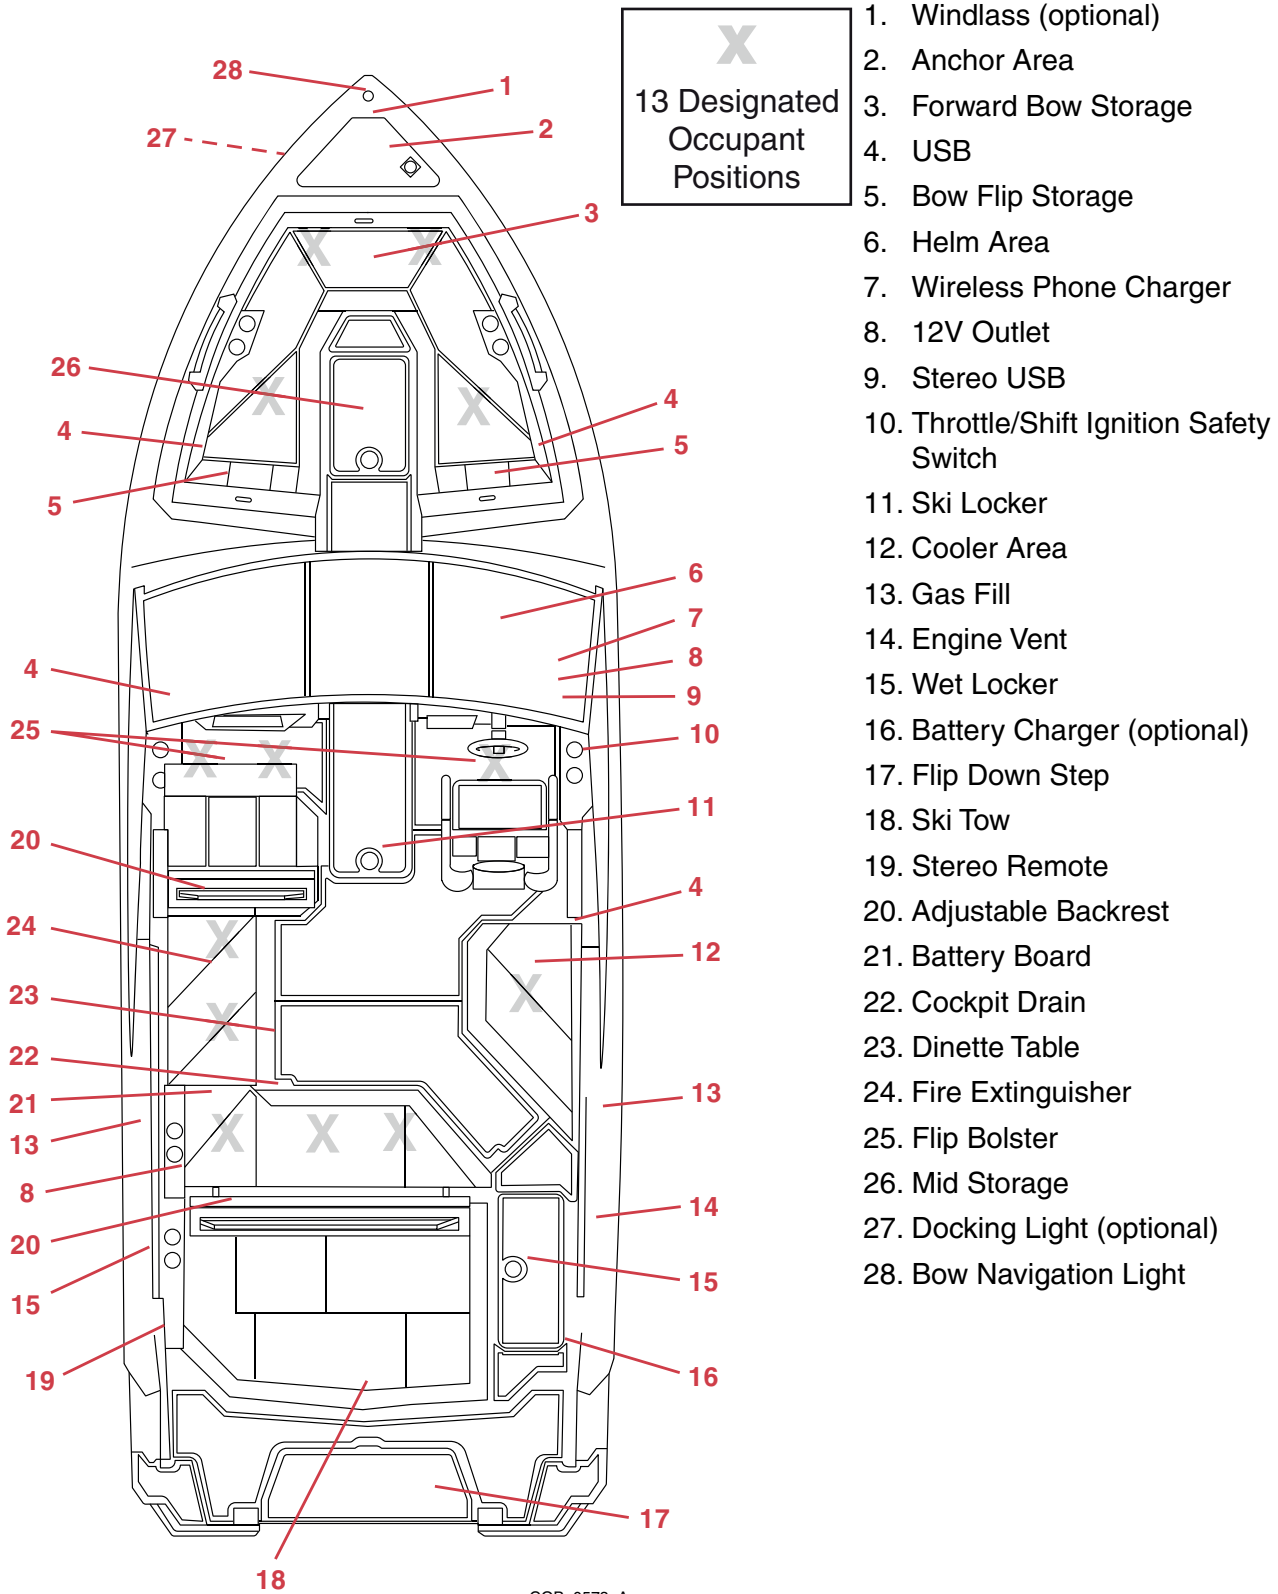 28
1
27
2
3
26
4
4
5
5
6
7
4
8
9
25
10
11
20
4
24
12
23
22
21
13
13
8
14
20
15
15
16
19
17
18
X
13 Designated
Occupant
Positions
X X
X X
X X X
X
X X
X X X
1. Windlass (optional)
2. Anchor Area
3. Forward Bow Storage
4. USB
5. Bow Flip Storage
6. Helm Area
7. Wireless Phone Charger
8. 12V Outlet
9. Stereo USB
10. Throttle/Shift Ignition Safety
Switch
11. Ski Locker
12. Cooler Area
13. Gas Fill
14. Engine Vent
15. Wet Locker
16. Battery Charger (optional)
17. Flip Down Step
18. Ski Tow
19. Stereo Remote
20. Adjustable Backrest
21. Battery Board
22. Cockpit Drain
23. Dinette Table
24. Fire Extinguisher
25. Flip Bolster
26. Mid Storage
27. Docking Light (optional)
28. Bow Navigation Light